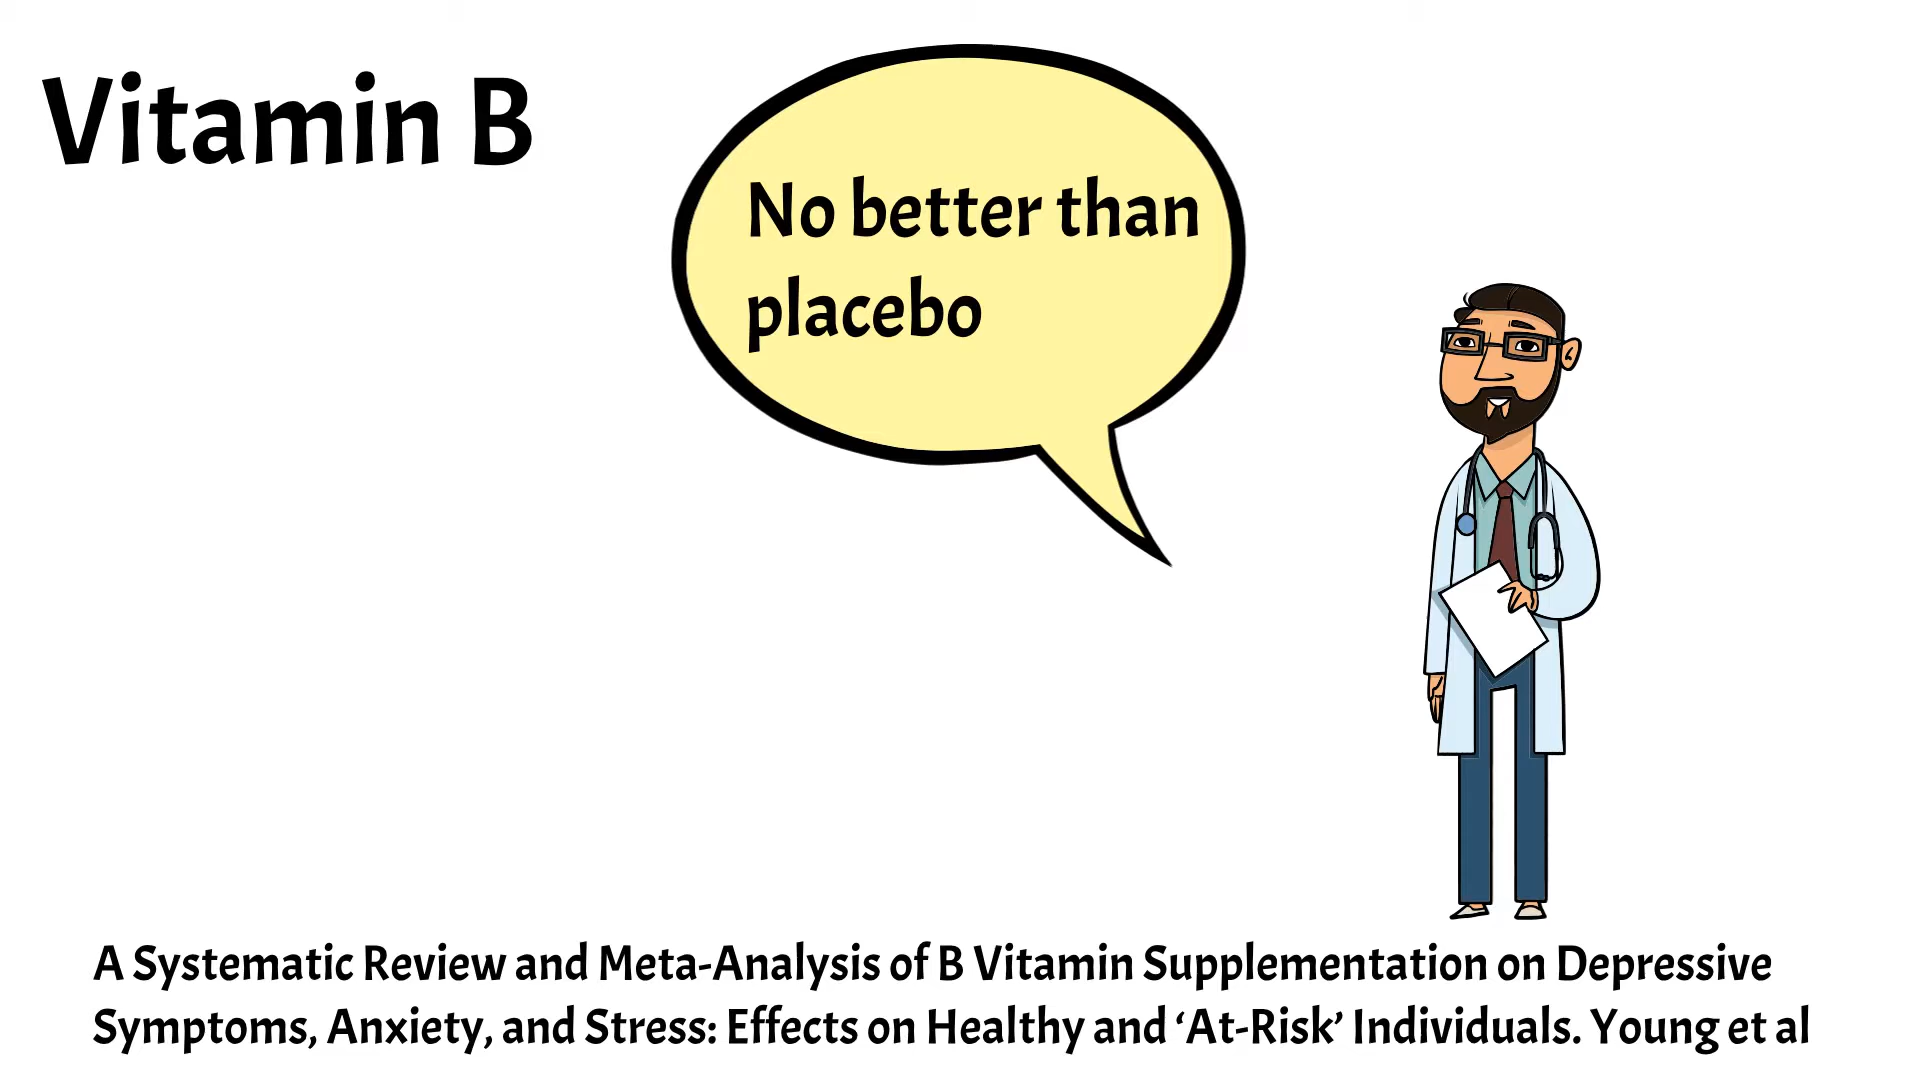 Vitamin B
No better than
placebo
A Systematic Review and Meta-Analysis of B Vitamin Supplementation on Depressive
Symptoms, Anxiety, and Stress: Effects on Healthy and ‘At-Risk’ Individuals. Young et al